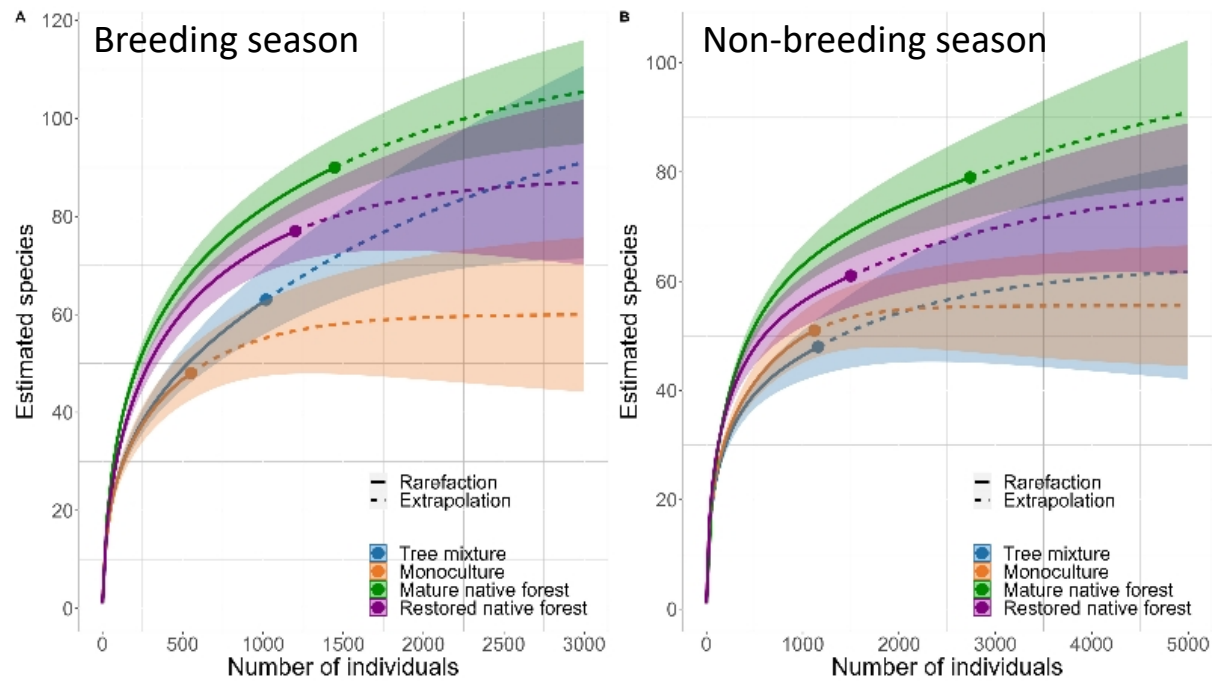 A
Breeding season
Estimated species
120
100
80
60
40
20
0
0 500 1000 1500 2000 2500 3000
Number of individuals
Rarefaction
Extrapolation
Tree mixture
Monoculture
Mature native forest
Restored native forest
B
Non-breeding season
Estimated species
100
80
60
40
20
0
0 1000 2000 3000 4000 5000
Number of individuals
Rarefaction
Extrapolation
Tree mixture
Monoculture
Mature native forest
Restored native forest